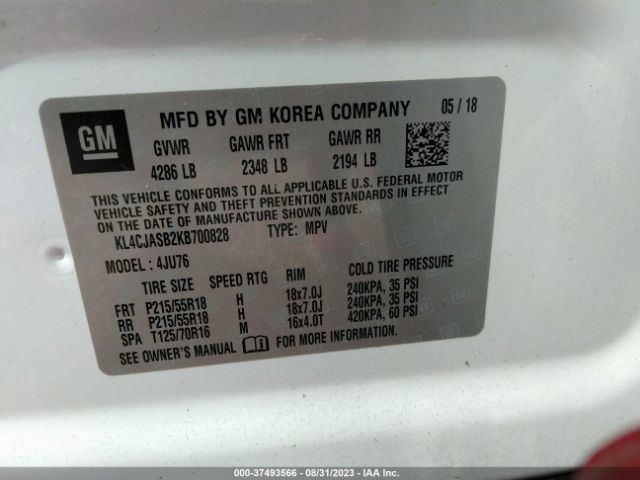 GM
MFD BY GM KOREA COMPANY 05 / 18
GVWR GAWR FRT GAWR RR
4286 LB 2348 LB 2194 LB
THIS VEHICLE CONFORMS TO ALL APPLICABLE U.S. FEDERAL MOTOR
VEHICLE SAFETY AND THEFT PREVENTION STANDARDS IN EFFECT
ON THE DATE OF MANUFACTURE SHOWN ABOVE.
KL4CJASB2KB700828 TYPE: MPV
MODEL : 4JU76
TIRE SIZE SPEED RTG RIM COLD TIRE PRESSURE
FRT P215/55R18 H 18x7.0J 240KPA, 35 PSI
RR P215/55R18 H 18x7.0J 240KPA, 35 PSI
SPA T125/70R16 M 16x4.0T 420KPA, 60 PSI
SEE OWNER'S MANUAL FOR MORE INFORMATION.
000-37493566 - 08/31/2023 - IAA Inc.